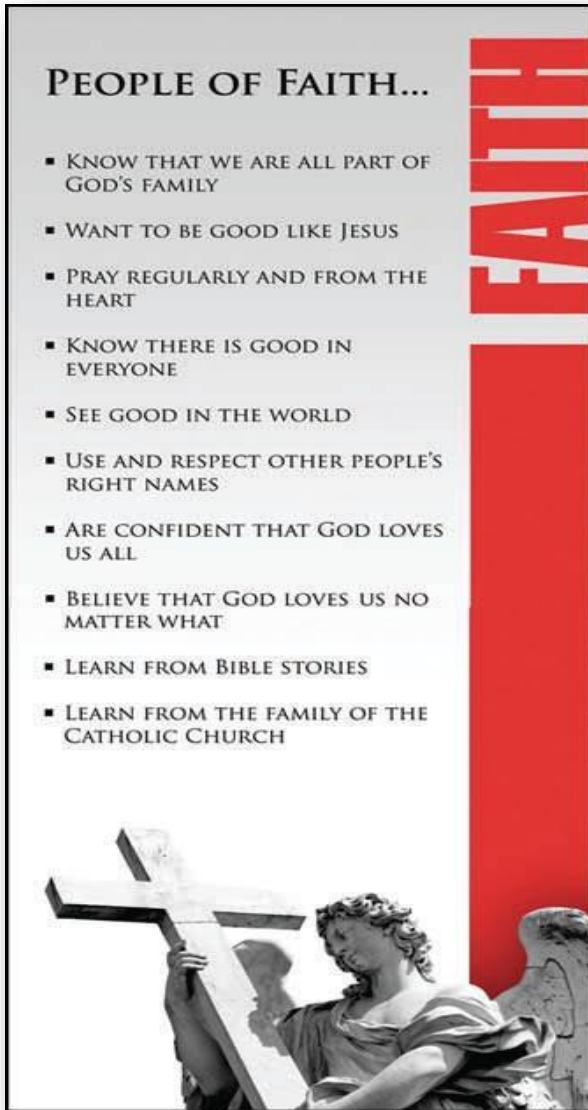 PEOPLE OF FAITH...
▪ KNOW THAT WE ARE ALL PART OF
GOD'S FAMILY
▪ WANT TO BE GOOD LIKE JESUS
▪ PRAY REGULARLY AND FROM THE
HEART
▪ KNOW THERE IS GOOD IN
EVERYONE
▪ SEE GOOD IN THE WORLD
▪ USE AND RESPECT OTHER PEOPLE'S
RIGHT NAMES
▪ ARE CONFIDENT THAT GOD LOVES
US ALL
▪ BELIEVE THAT GOD LOVES US NO
MATTER WHAT
▪ LEARN FROM BIBLE STORIES
▪ LEARN FROM THE FAMILY OF THE
CATHOLIC CHURCH
FAITH